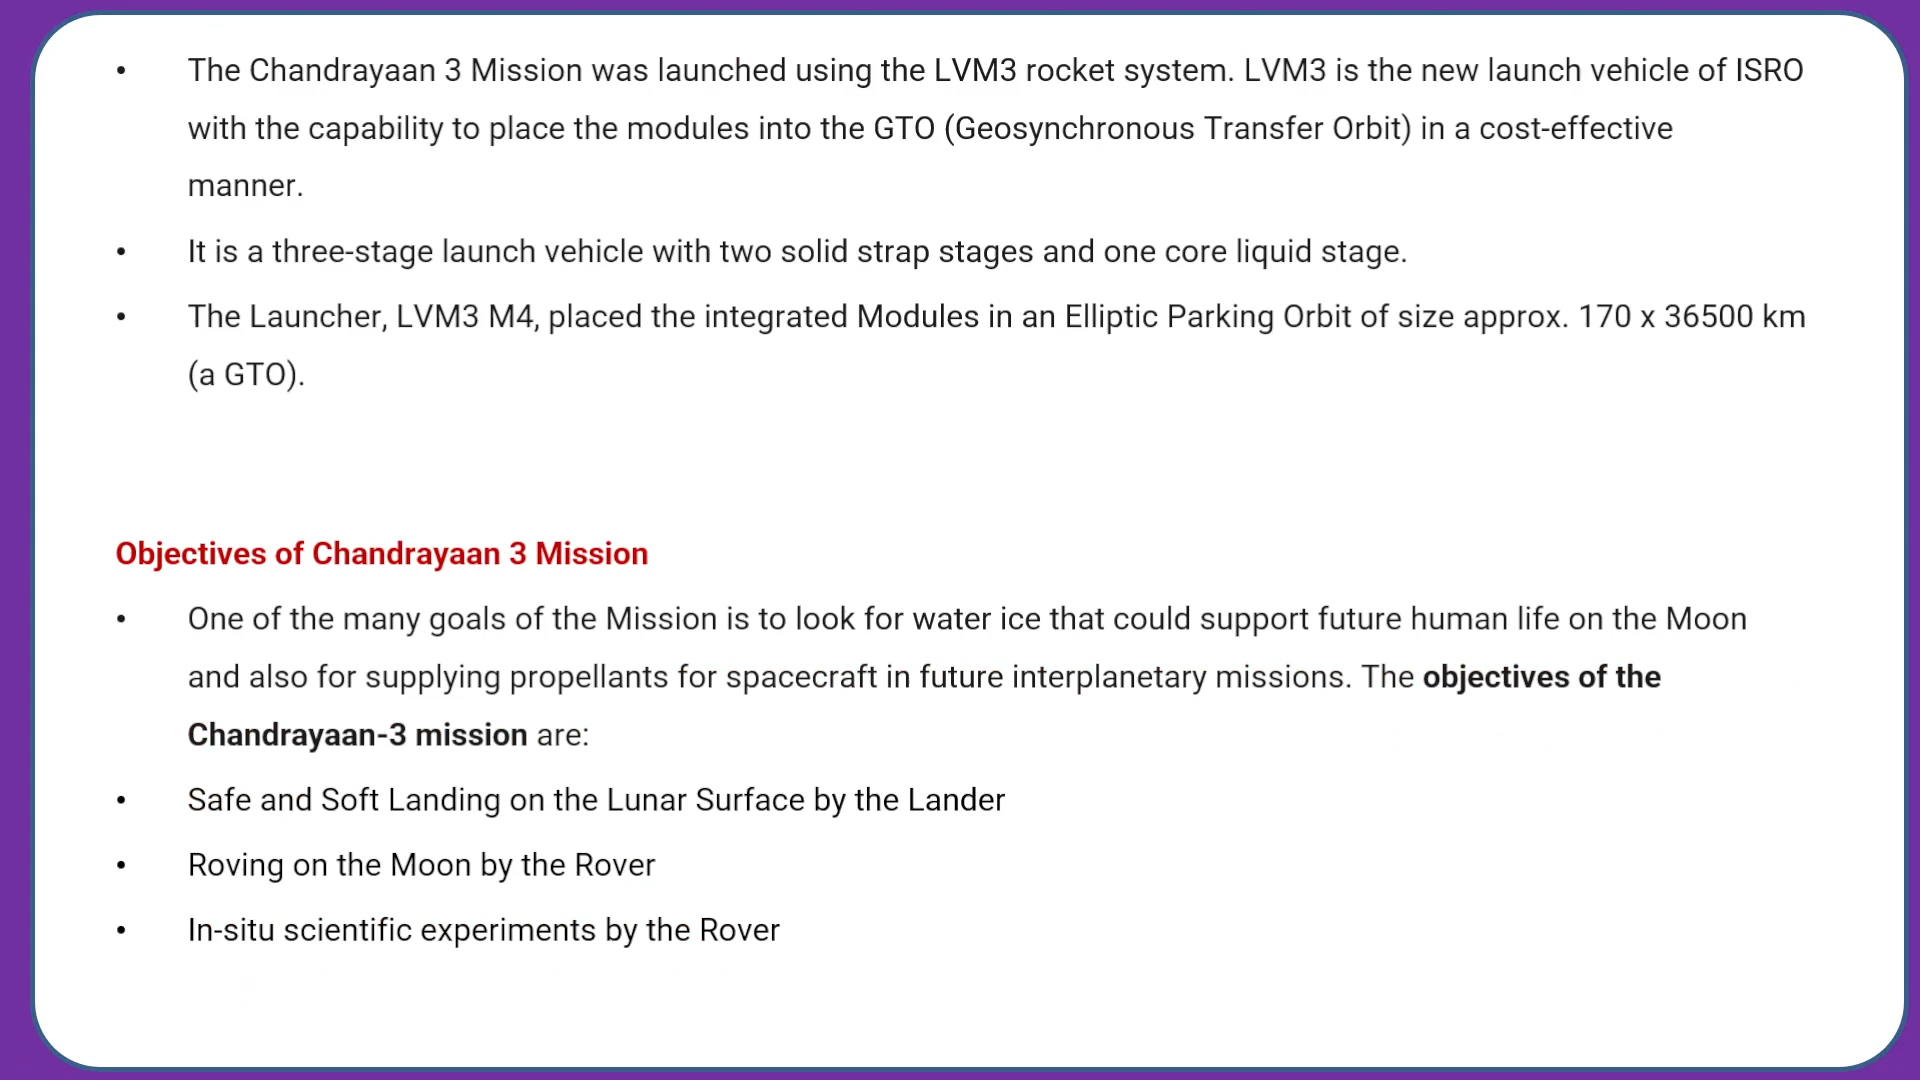 • The Chandrayaan 3 Mission was launched using the LVM3 rocket system. LVM3 is the new launch vehicle of ISRO
with the capability to place the modules into the GTO (Geosynchronous Transfer Orbit) in a cost-effective
manner.
• It is a three-stage launch vehicle with two solid strap stages and one core liquid stage.
• The Launcher, LVM3 M4, placed the integrated Modules in an Elliptic Parking Orbit of size approx. 170 x 36500 km
(a GTO).
Objectives of Chandrayaan 3 Mission
• One of the many goals of the Mission is to look for water ice that could support future human life on the Moon
and also for supplying propellants for spacecraft in future interplanetary missions. The objectives of the
Chandrayaan-3 mission are:
• Safe and Soft Landing on the Lunar Surface by the Lander
• Roving on the Moon by the Rover
• In-situ scientific experiments by the Rover